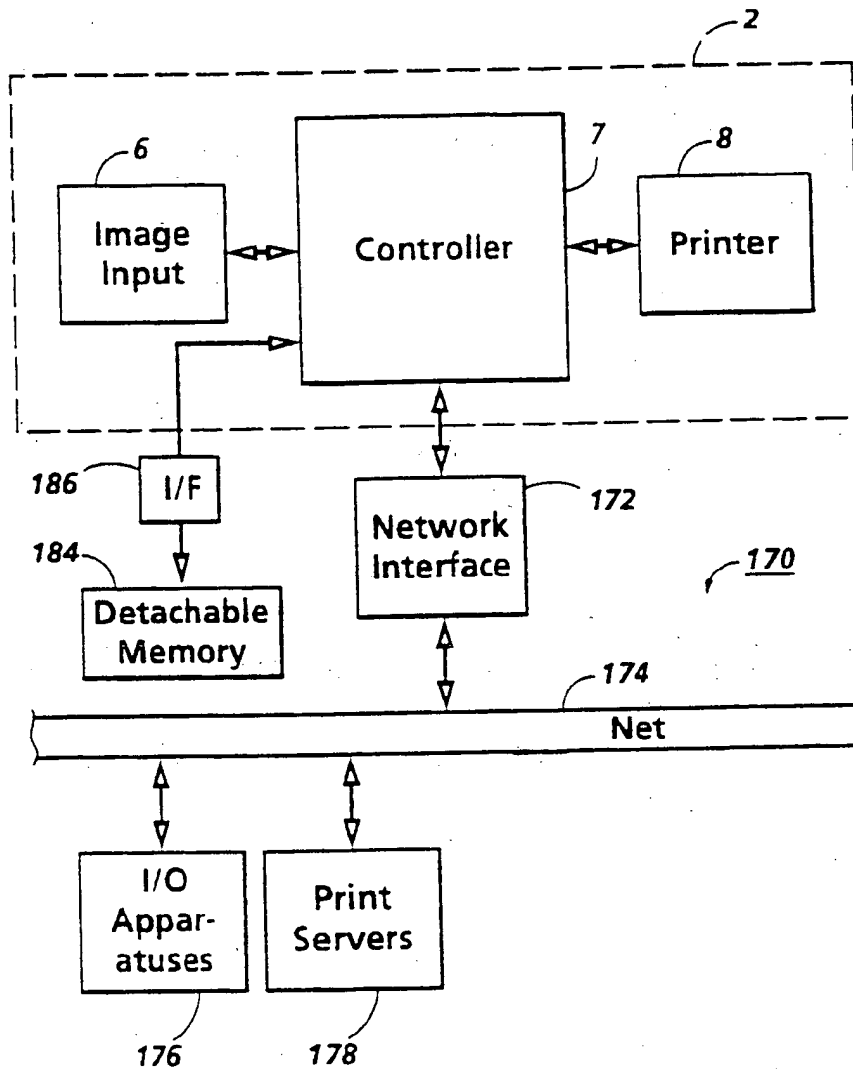 2
6
7
8
Image
Input
Controller
Printer
186
I/F
172
Network
Interface
184
Detachable
Memory
170
174
Net
I/O
Appar-
atuses
Print
Servers
176
178